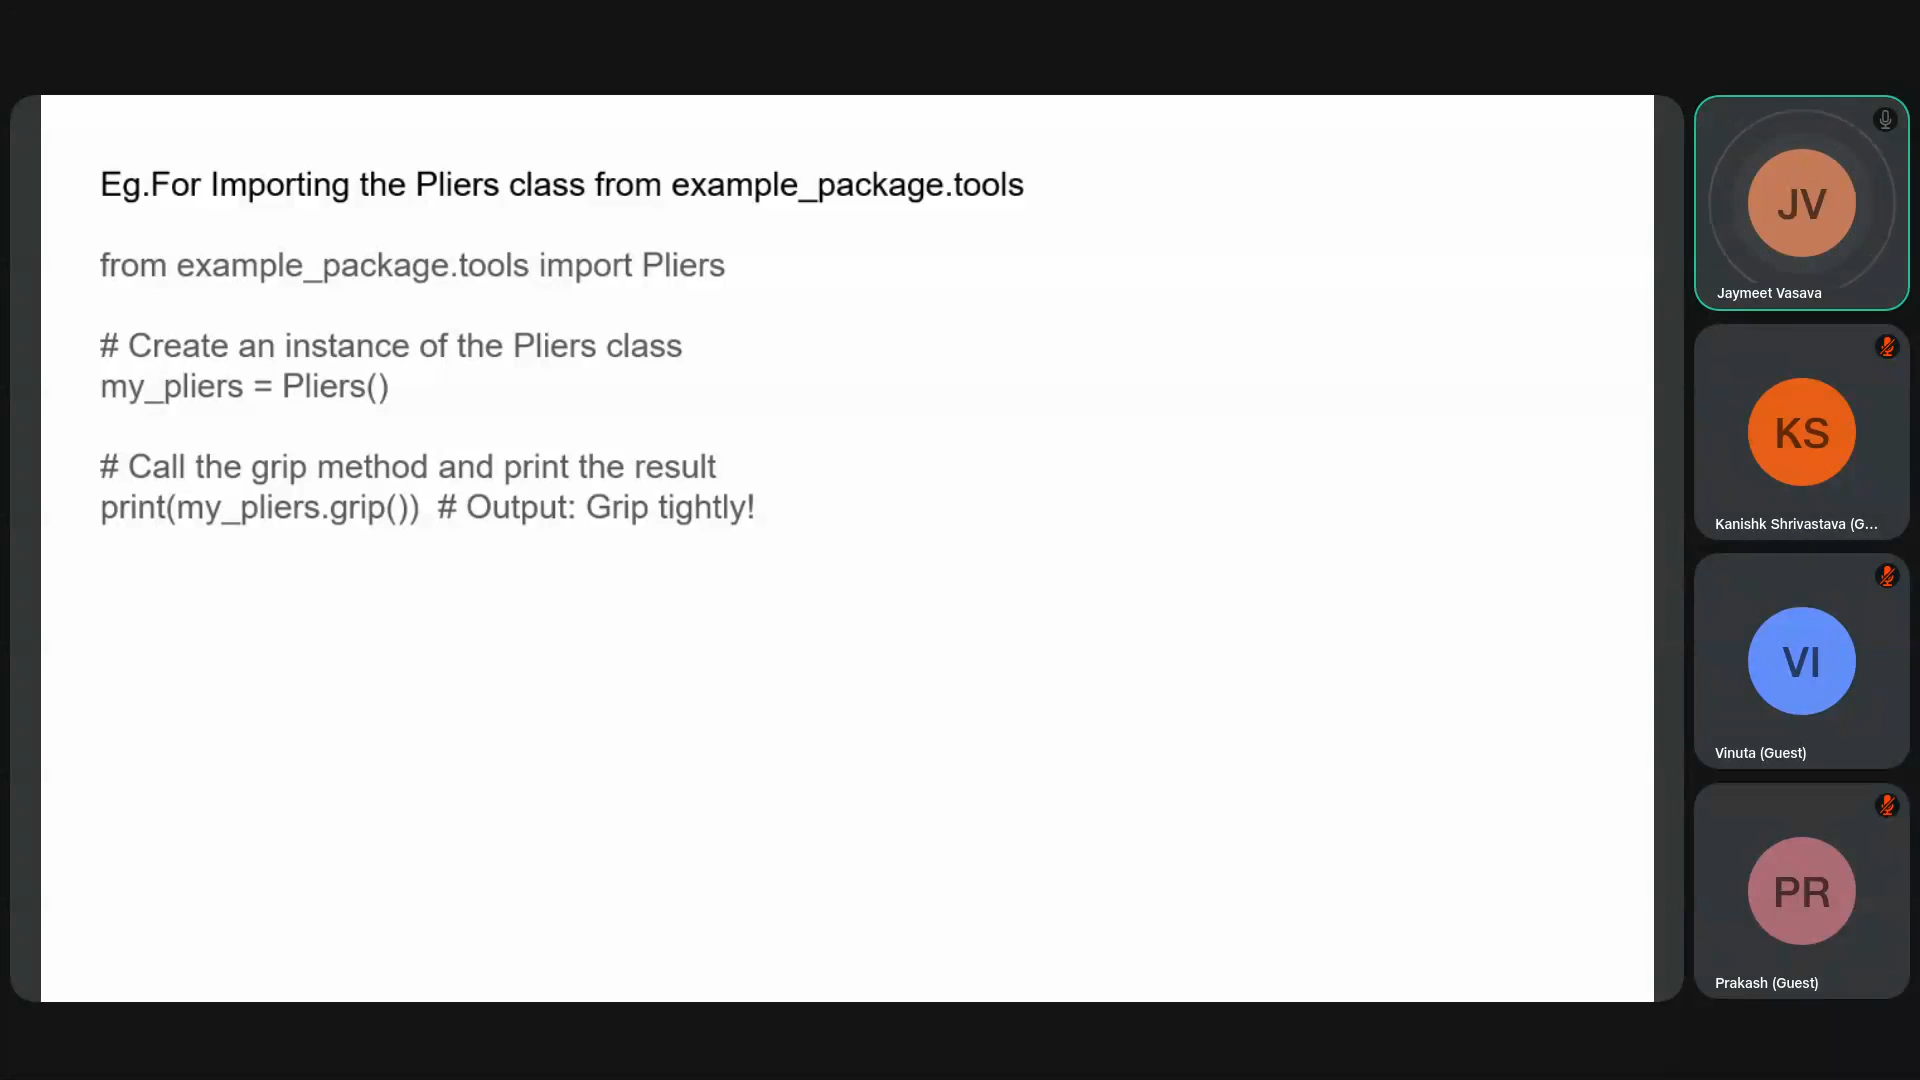 Eg.For Importing the Pliers class from example_package.tools
from example_package.tools import Pliers
# Create an instance of the Pliers class
my_pliers = Pliers()
# Call the grip method and print the result
print(my_pliers.grip())  # Output: Grip tightly!
JV
Jaymeet Vasava
KS
Kanishk Shrivastava (G...
VI
Vinuta (Guest)
PR
Prakash (Guest)